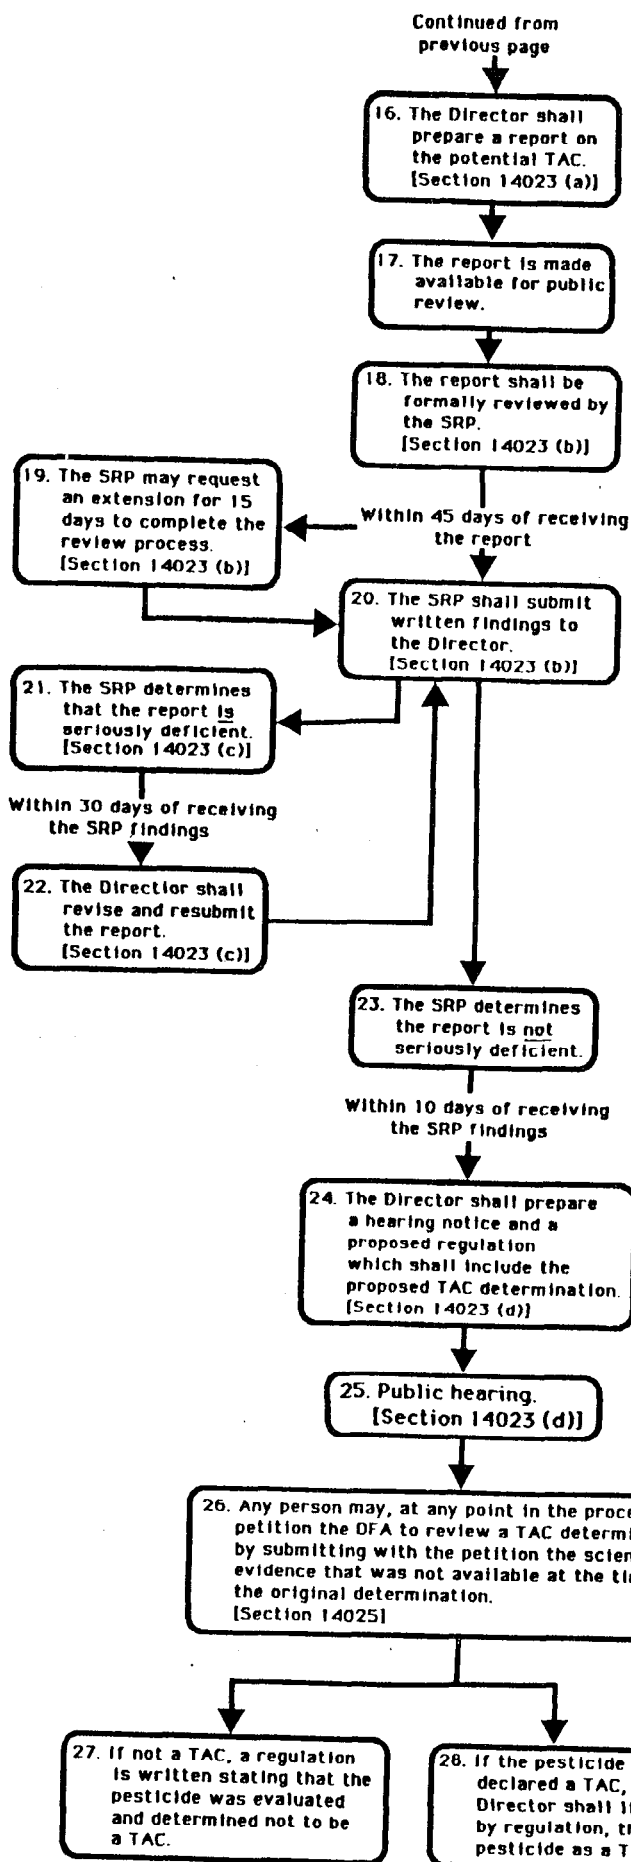 Continued from
previous page
16. The Director shall
prepare a report on
the potential TAC.
[Section 14023 (a)]
17. The report is made
available for public
review.
18. The report shall be
formally reviewed by
the SRP.
[Section 14023 (b)]
19. The SRP may request
an extension for 15
days to complete the
review process.
[Section 14023 (b)]
Within 45 days of receiving
the report
20. The SRP shall submit
written findings to
the Director.
[Section 14023 (b)]
21. The SRP determines
that the report is
seriously deficient.
[Section 14023 (c)]
Within 30 days of receiving
the SRP findings
22. The Directior shall
revise and resubmit
the report.
[Section 14023 (c)]
23. The SRP determines
the report is not
seriously deficient.
Within 10 days of receiving
the SRP findings
24. The Director shall prepare
a hearing notice and a
proposed regulation
which shall include the
proposed TAC determination.
[Section 14023 (d)]
25. Public hearing.
[Section 14023 (d)]
26. Any person may, at any point in the proce
petition the DFA to review a TAC determi
by submitting with the petition the scien
evidence that was not available at the ti
the original determination.
[Section 14025]
27. If not a TAC, a regulation
is written stating that the
pesticide was evaluated
and determined not to be
a TAC.
28. If the pesticide
declared a TAC,
Director shall li
by regulation, th
pesticide as a T